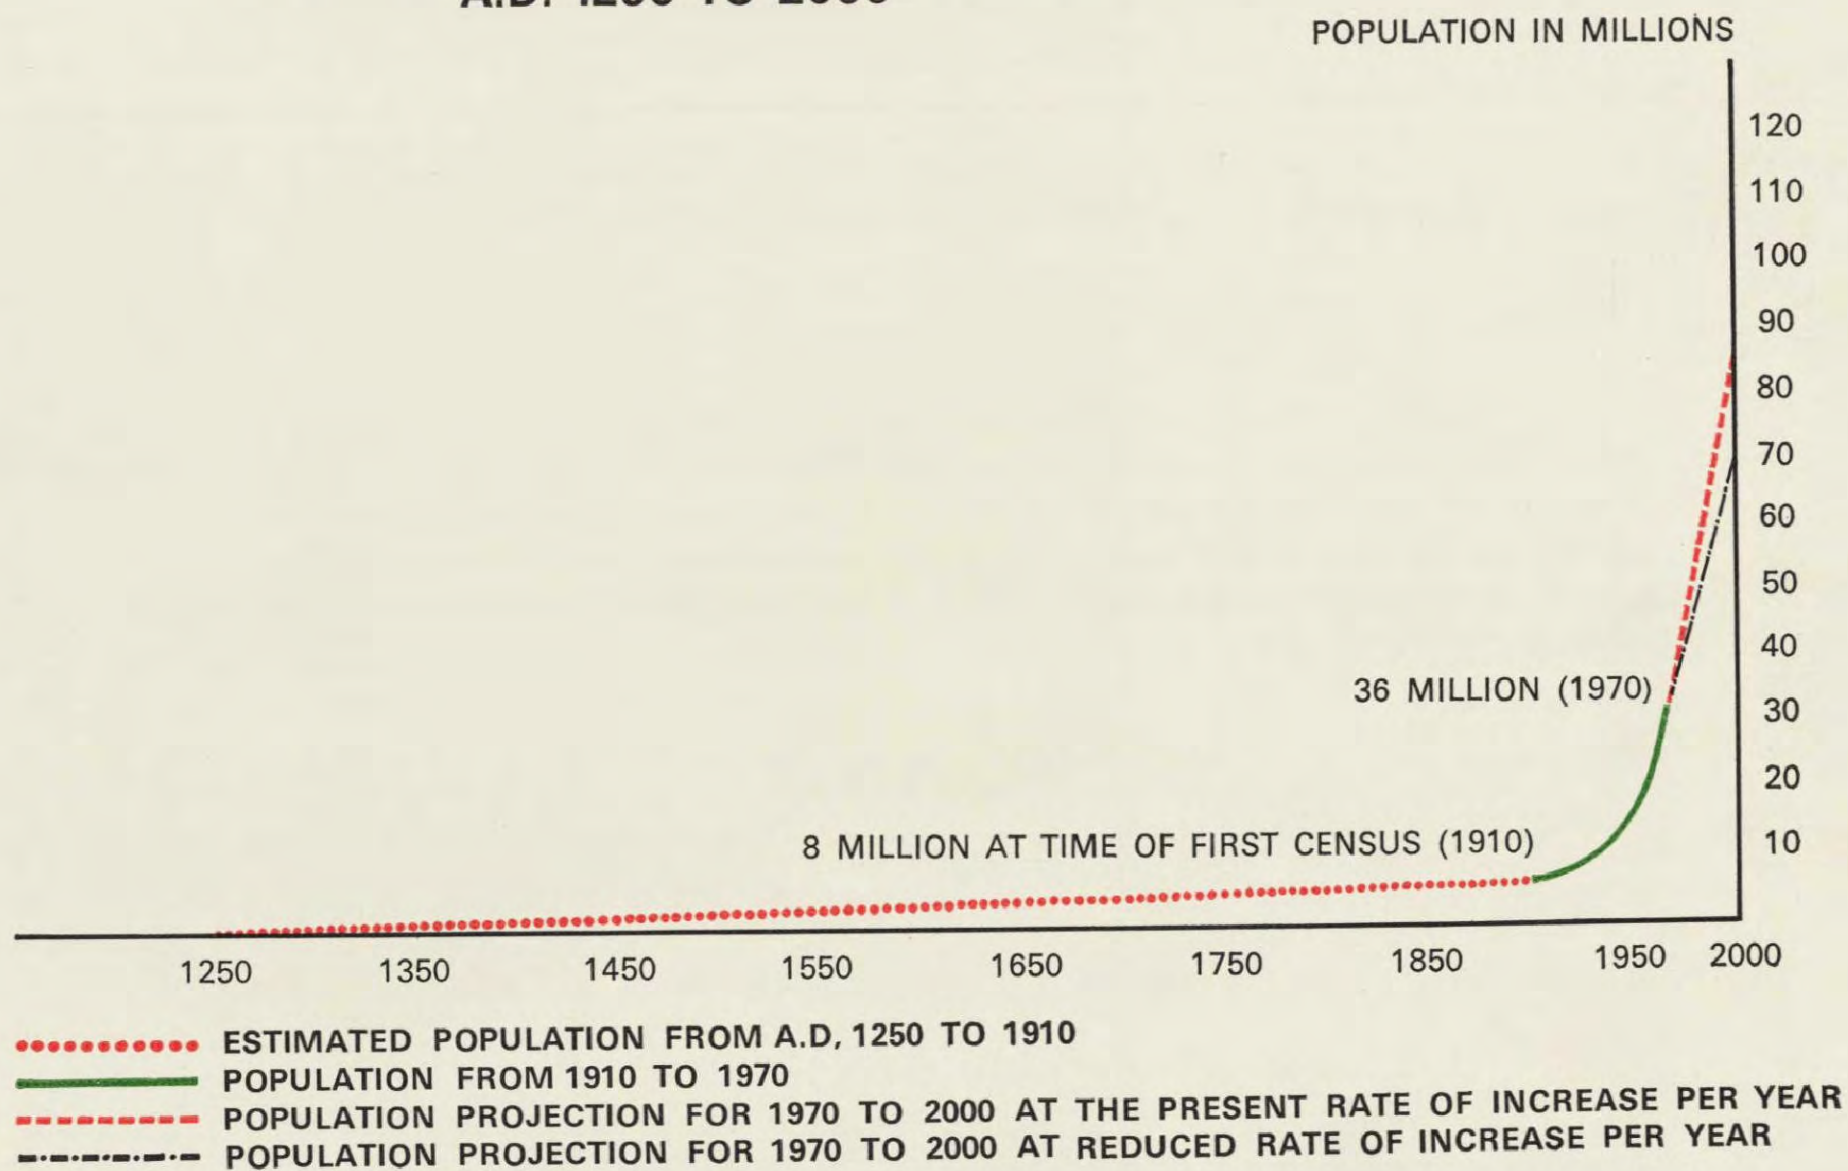 POPULATION IN MILLIONS
120
110
100
90
80
70
60
50
40
36 MILLION (1970)
30
20
8 MILLION AT TIME OF FIRST CENSUS (1910)
10
1250 1350 1450 1550 1650 1750 1850 1950 2000
ESTIMATED POPULATION FROM A.D, 1250 TO 1910
POPULATION FROM 1910 TO 1970
POPULATION PROJECTION FOR 1970 TO 2000 AT THE PRESENT RATE OF INCREASE PER YEAR
POPULATION PROJECTION FOR 1970 TO 2000 AT REDUCED RATE OF INCREASE PER YEAR